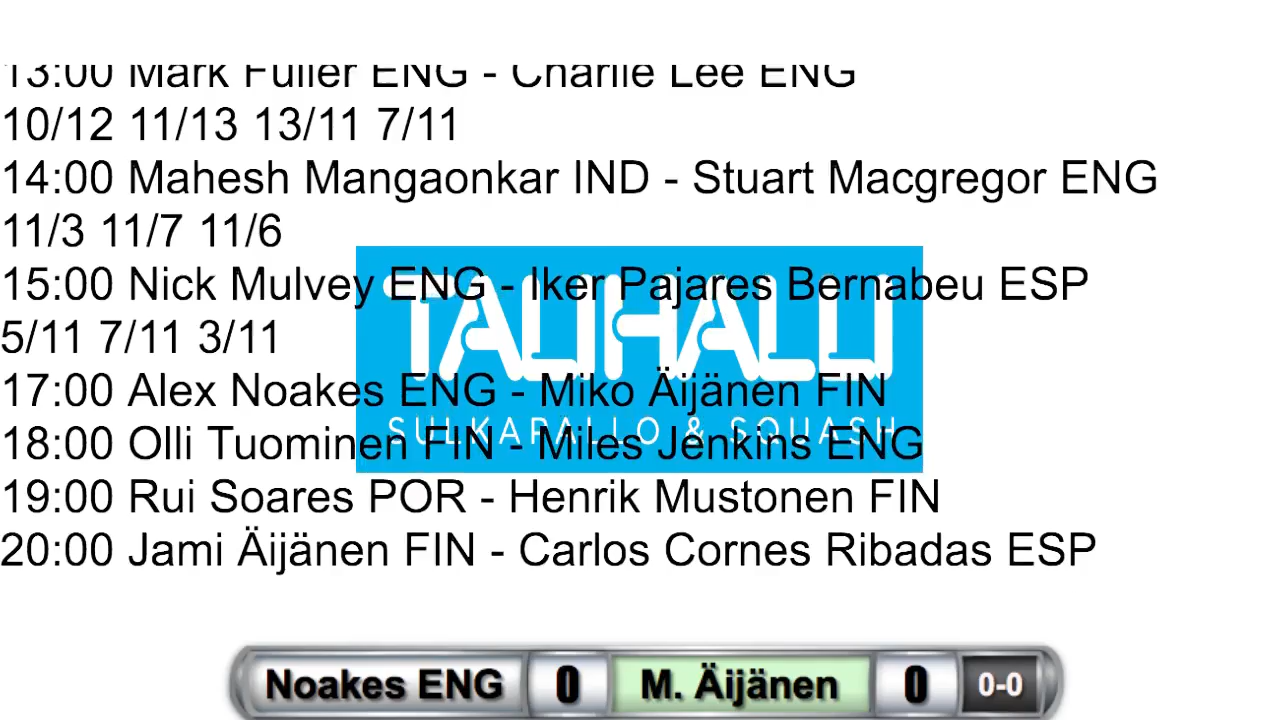 13:00 Mark Fuller ENG - Charlie Lee ENG
10/12 11/13 13/11 7/11
14:00 Mahesh Mangaonkar IND - Stuart Macgregor ENG
11/3 11/7 11/6
15:00 Nick Mulvey ENG - Iker Pajares Bernabeu ESP
5/11 7/11 3/11
TALIHALLI
17:00 Alex Noakes ENG - Miko Äijänen FIN
SULKAPALLO & SQUASH
18:00 Olli Tuominen FIN - Miles Jenkins ENG
19:00 Rui Soares POR - Henrik Mustonen FIN
20:00 Jami Äijänen FIN - Carlos Cornes Ribadas ESP
Noakes ENG 0 M. Äijänen 0 0-0